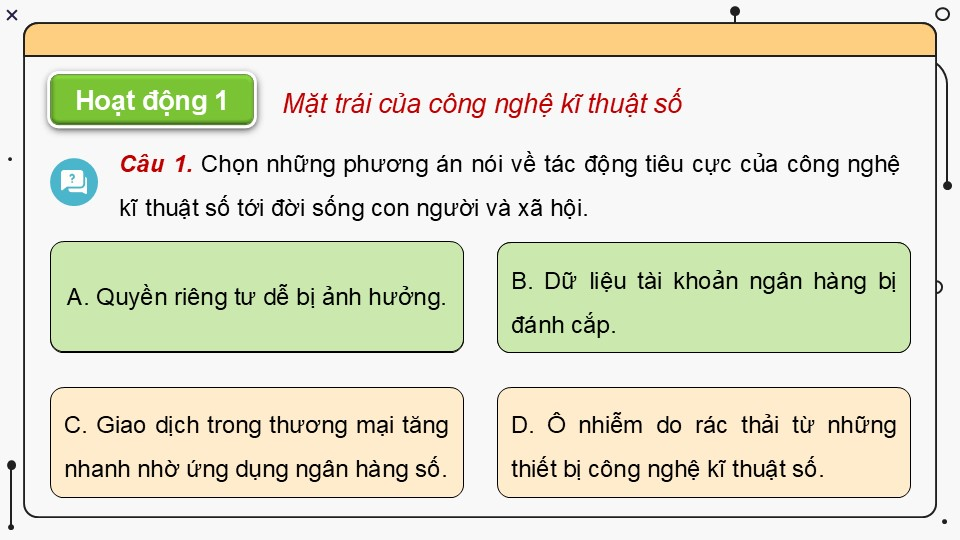 Hoạt động 1
Mặt trái của công nghệ kĩ thuật số
Câu 1. Chọn những phương án nói về tác động tiêu cực của công nghệ
kĩ thuật số tới đời sống con người và xã hội.
A. Quyền riêng tư dễ bị ảnh hưởng.
B. Dữ liệu tài khoản ngân hàng bị
đánh cắp.
C. Giao dịch trong thương mại tăng
nhanh nhờ ứng dụng ngân hàng số.
D. Ô nhiễm do rác thải từ những
thiết bị công nghệ kĩ thuật số.